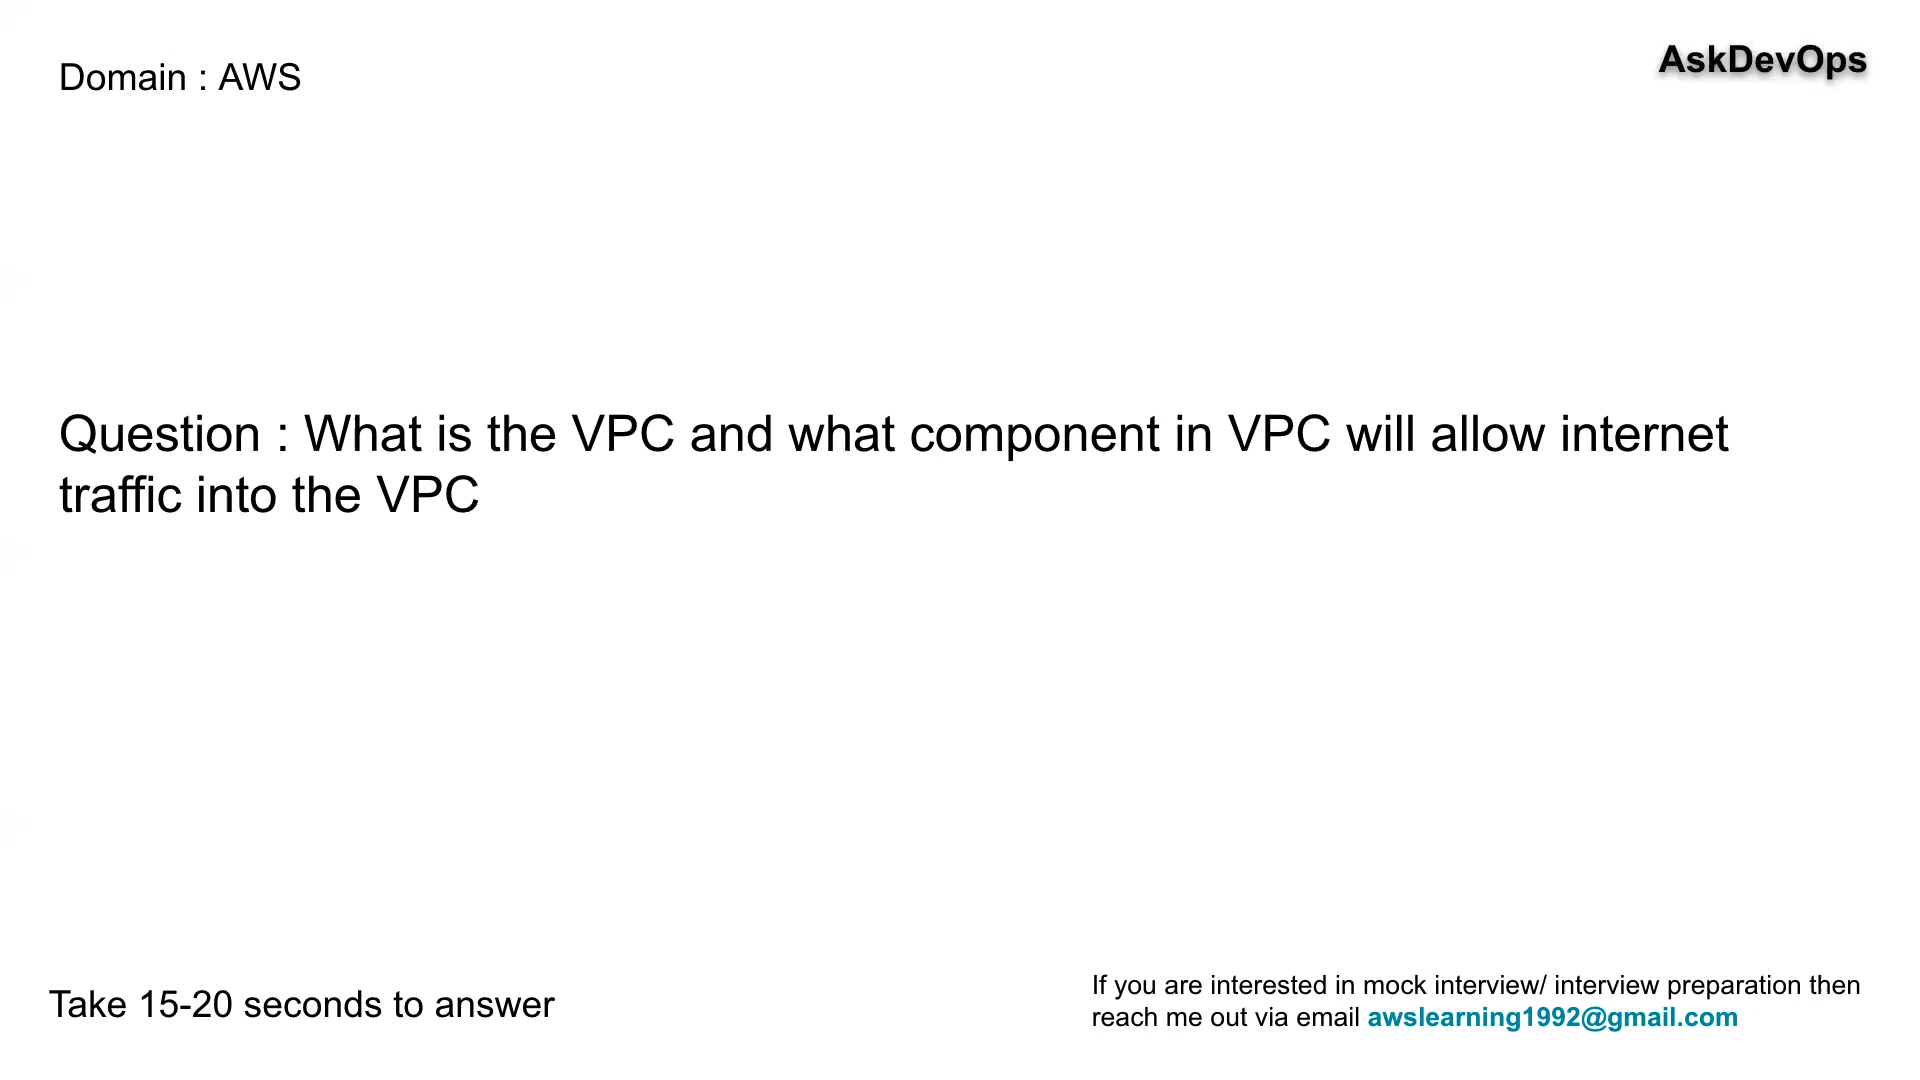 Domain : AWS
AskDevOps
Question : What is the VPC and what component in VPC will allow internet
traffic into the VPC
Take 15-20 seconds to answer
If you are interested in mock interview/ interview preparation then
reach me out via email awslearning1992@gmail.com